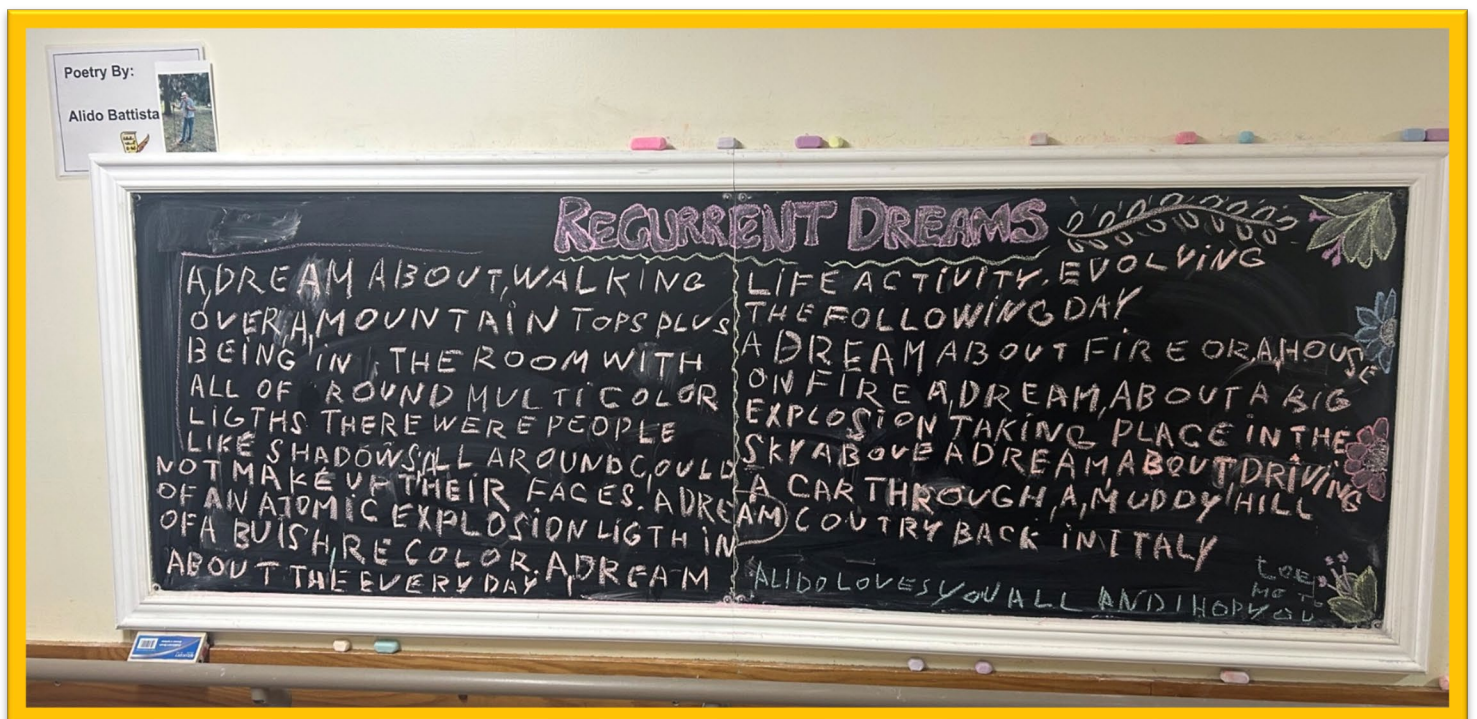 Poetry By:
Alido Battista
RECURRENT DREAMS
A, DREAM ABOUT, WALKING
OVER, A, MOUNTAIN TOPS PLUS
BEING, IN, THE ROOM WITH
ALL OF ROUND MULTICOLOR
LIGTHS THERE WERE PEOPLE
LIKE SHADOWS, ALL AROUND COULD
NOT MAKE UP THEIR FACES. A DREAM
OF AN ATOMIC EXPLOSION LIGTH IN
OF A BUISH, RE COLOR. A, DREAM
ABOUT THE EVERY DAY
LIFE ACTIVITY. EVOLVING
THE FOLLOWING DAY
A DREAM ABOUT FIRE OR, A, HOUSE
ON FIRE A, DREAM, ABOUT A BIG
EXPLOSION TAKING PLACE IN THE
SKY ABOVE A DREAM, ABOUT, DRIVING
A CAR THROUGH, A, MUDDY HILL
COUTRY BACK IN ITALY
ALIDO LOVES YOU ALL AND I HOP YOU
TO